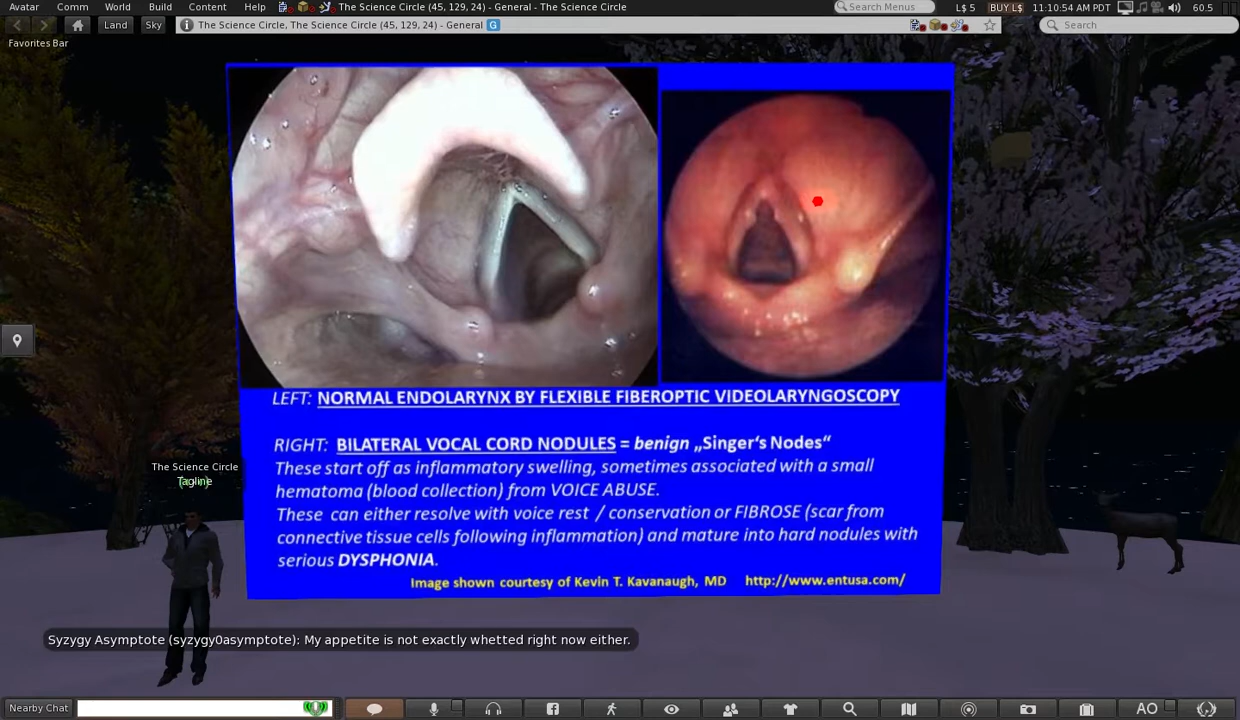 Avatar Comm World Build Content Help The Science Circle, The Science Circle (45, 129, 24) - General - The Science Circle Search Menus L$ 5 BUY L$ 11:10:54 AM PDT 60.5
Land Sky The Science Circle, The Science Circle (45, 129, 24) - General G Search
Favorites Bar
LEFT: NORMAL ENDOLARYNX BY FLEXIBLE FIBEROPTIC VIDEOLARYNGOSCOPY
RIGHT: BILATERAL VOCAL CORD NODULES = benign „Singer‘s Nodes“
These start off as inflammatory swelling, sometimes associated with a small
hematoma (blood collection) from VOICE ABUSE.
These can either resolve with voice rest / conservation or FIBROSE (scar from
connective tissue cells following inflammation) and mature into hard nodules with
serious DYSPHONIA.
Image shown courtesy of Kevin T. Kavanaugh, MD http://www.entusa.com/
The Science Circle
Tagline
Syzygy Asymptote (syzygy0asymptote): My appetite is not exactly whetted right now either.
Nearby Chat AO